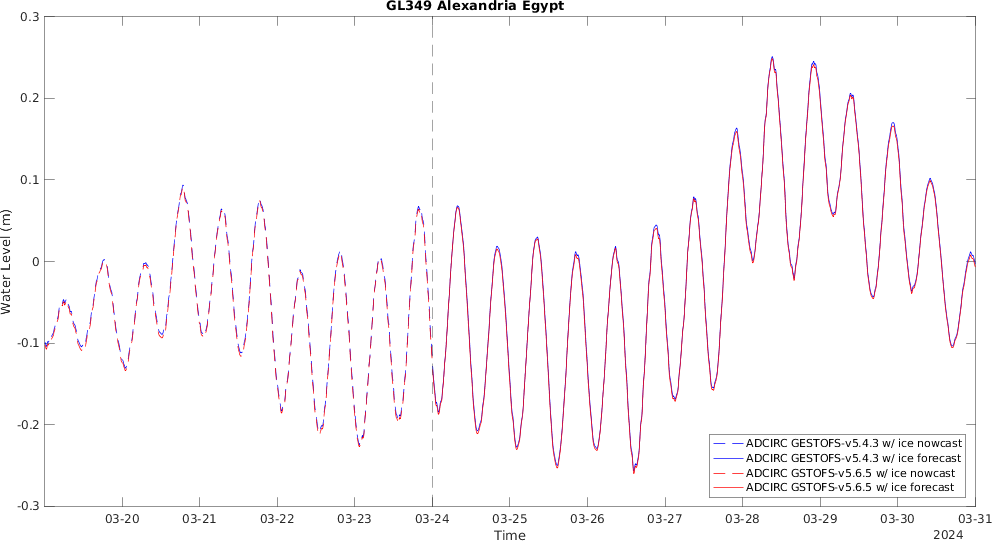 GL349 Alexandria Egypt
0.3
0.2
0.1
0
-0.1
-0.2
-0.3
Water Level (m)
ADCIRC GESTOFS-v5.4.3 w/ ice nowcast
ADCIRC GESTOFS-v5.4.3 w/ ice forecast
ADCIRC GSTOFS-v5.6.5 w/ ice nowcast
ADCIRC GSTOFS-v5.6.5 w/ ice forecast
03-20 03-21 03-22 03-23 03-24 03-25 03-26 03-27 03-28 03-29 03-30 03-31
Time
2024